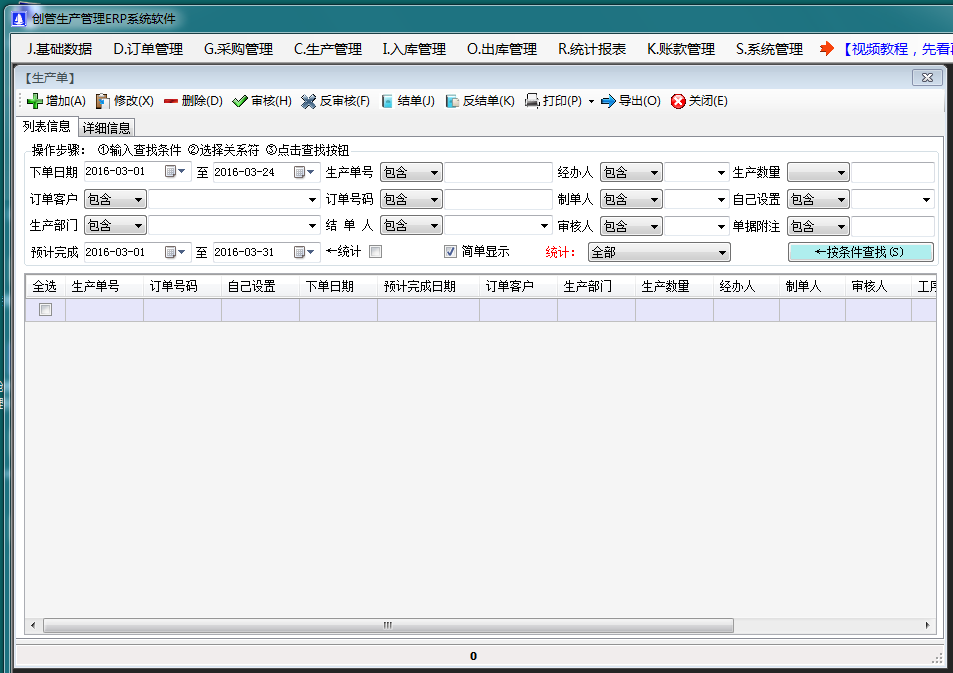 创管生产管理ERP系统软件
J.基础数据 D.订单管理 G.采购管理 C.生产管理 I.入库管理 O.出库管理 R.统计报表 K.账款管理 S.系统管理 【视频教程，先看
【生产单】
增加(A) 修改(X) 删除(D) 审核(H) 反审核(F) 结单(J) 反结单(K) 打印(P) 导出(O) 关闭(E)
列表信息 详细信息
操作步骤： ①输入查找条件 ②选择关系符 ③点击查找按钮
下单日期 2016-03-01 至 2016-03-24 生产单号 包含 经办人 包含 生产数量
订单客户 包含 订单号码 包含 制单人 包含 自己设置 包含
生产部门 包含 结 单 人 包含 审核人 包含 单据附注 包含
预计完成 2016-03-01 至 2016-03-31 ←统计 简单显示 统计： 全部 ←按条件查找(S)
全选 生产单号 订单号码 自己设置 下单日期 预计完成日期 订单客户 生产部门 生产数量 经办人 制单人 审核人 工序
0